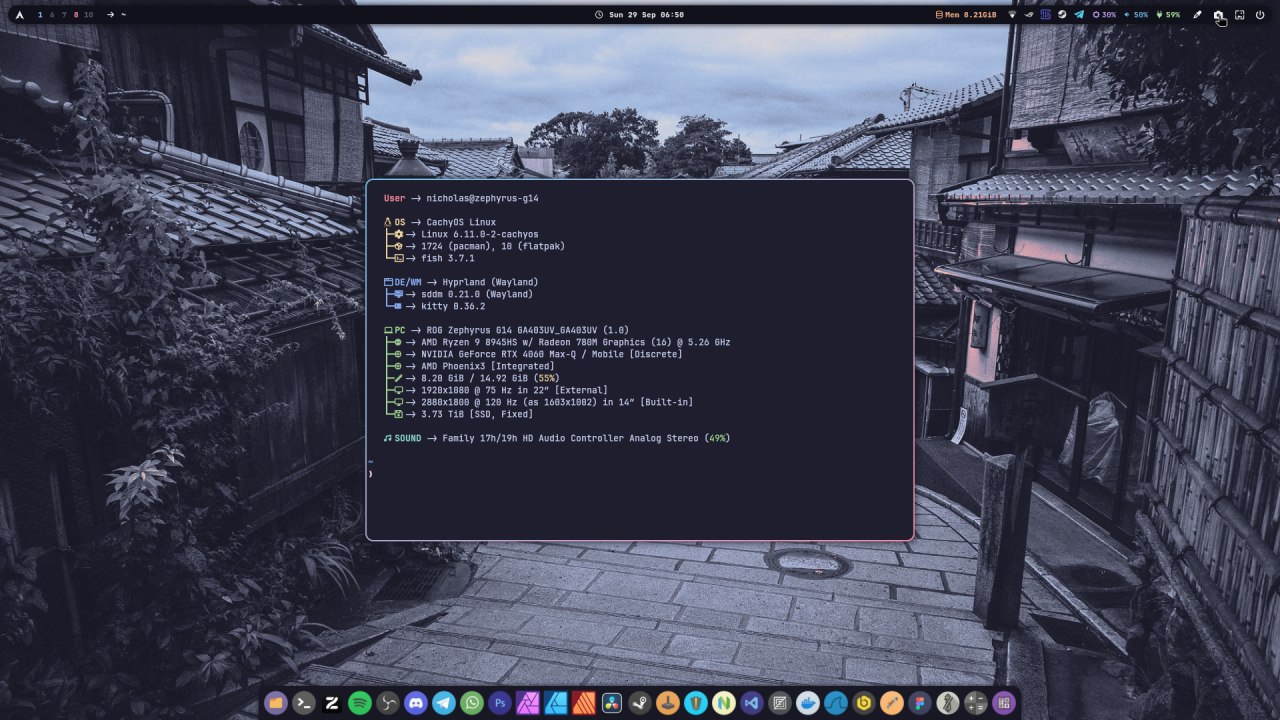 1 6 7 8 10 → ~
Sun 29 Sep 06:50
Mem 8.21GiB
30% 50% 59%
User → nicholas@zephyrus-g14
OS → CachyOS Linux
→ Linux 6.11.0-2-cachyos
→ 1724 (pacman), 10 (flatpak)
→ fish 3.7.1
DE/WM → Hyprland (Wayland)
→ sddm 0.21.0 (Wayland)
→ kitty 0.36.2
PC → ROG Zephyrus G14 GA403UV_GA403UV (1.0)
→ AMD Ryzen 9 8945HS w/ Radeon 780M Graphics (16) @ 5.26 GHz
→ NVIDIA GeForce RTX 4060 Max-Q / Mobile [Discrete]
→ AMD Phoenix3 [Integrated]
→ 8.20 GiB / 14.92 GiB (55%)
→ 1920x1080 @ 75 Hz in 22″ [External]
→ 2880x1800 @ 120 Hz (as 1603x1002) in 14″ [Built-in]
→ 3.73 TiB [SSD, Fixed]
SOUND → Family 17h/19h HD Audio Controller Analog Stereo (49%)
~
❯
Ps